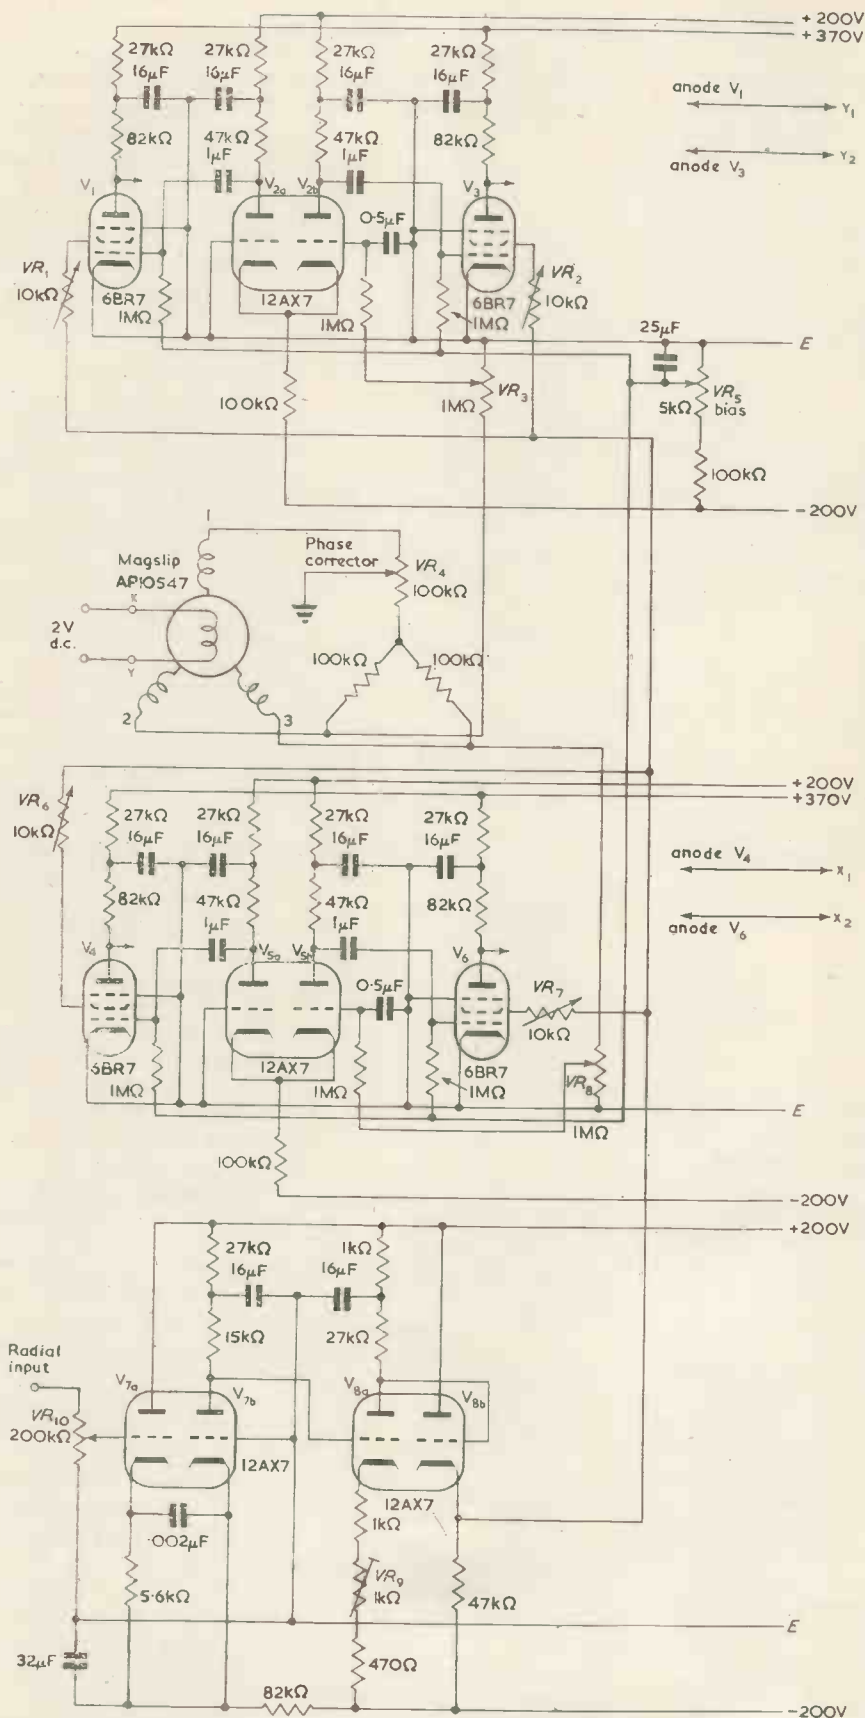 +200V
+370V
27kΩ 27kΩ 27kΩ 27kΩ
16μF 16μF 16μF 16μF
anode V1 Y1
82kΩ 47kΩ 47kΩ 82kΩ
1μF 1μF
anode V3 Y2
V1 V2a V2b V3
0·5μF
VR1
10kΩ
VR2
10kΩ
6BR7 12AX7 6BR7
1MΩ 1MΩ 1MΩ
25μF
E
100kΩ
VR3
1MΩ
VR5
5kΩ bias
100kΩ
-200V
1
Phase
corrector
Magslip
AP10547
VR4
100kΩ
X
2V
d.c.
Y
100kΩ 100kΩ
2 3
VR6
10kΩ
+200V
+370V
27kΩ 27kΩ 27kΩ 27kΩ
16μF 16μF 16μF 16μF
anode V4 X1
82kΩ 47kΩ 47kΩ 82kΩ
1μF 1μF
anode V6 X2
V4 V5a V5b V6
0·5μF
VR7
10kΩ
6BR7 12AX7 6BR7
1MΩ 1MΩ 1MΩ
VR8
1MΩ
E
100kΩ
-200V
+200V
27kΩ 1kΩ
16μF 16μF
15kΩ 27kΩ
Radial
input
V7a V7b V8a V8b
VR10
200kΩ
12AX7
12AX7
1kΩ
·002μF
5·6kΩ
VR9
1kΩ
47kΩ
E
32μF
470Ω
82kΩ
-200V